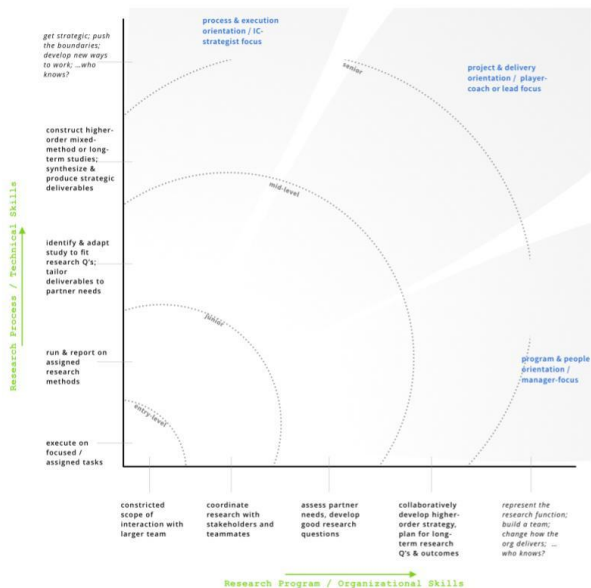 process & execution
orientation / IC-
strategist focus
get strategic; push
the boundaries;
develop new ways
to work; ...who
knows?
senior
project & delivery
orientation / player-
coach or lead focus
construct higher-
order mixed-
method or long-
term studies;
synthesize &
produce strategic
deliverables
mid-level
Research Process / Technical Skills
identify & adapt
study to fit
research Q's;
tailor
deliverables to
partner needs
junior
run & report on
assigned
research
methods
program & people
orientation /
manager-focus
entry-level
execute on
focused /
assigned tasks
constricted
scope of
interaction with
larger team
coordinate
research with
stakeholders and
teammates
assess partner
needs, develop
good research
questions
collaboratively
develop higher-
order strategy,
plan for long-
term research
Q's & outcomes
represent the
research function;
build a team;
change how the
org delivers; ...
who knows?
Research Program / Organizational Skills